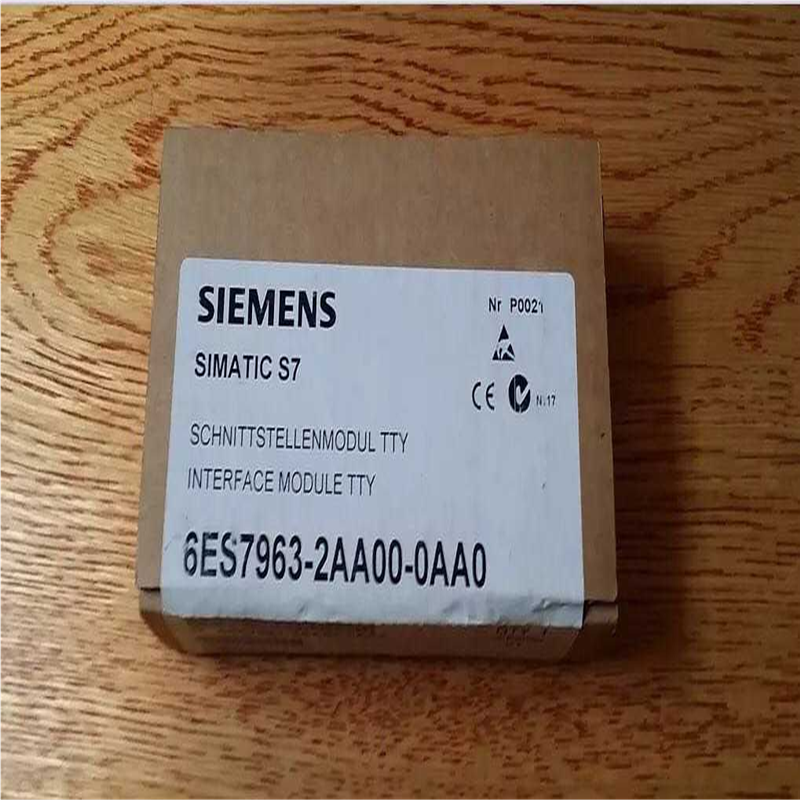 SIEMENS
Nr P0021
SIMATIC S7
CE
N.17
SCHNITTSTELLENMODUL TTY
INTERFACE MODULE TTY
6ES7963-2AA00-0AA0